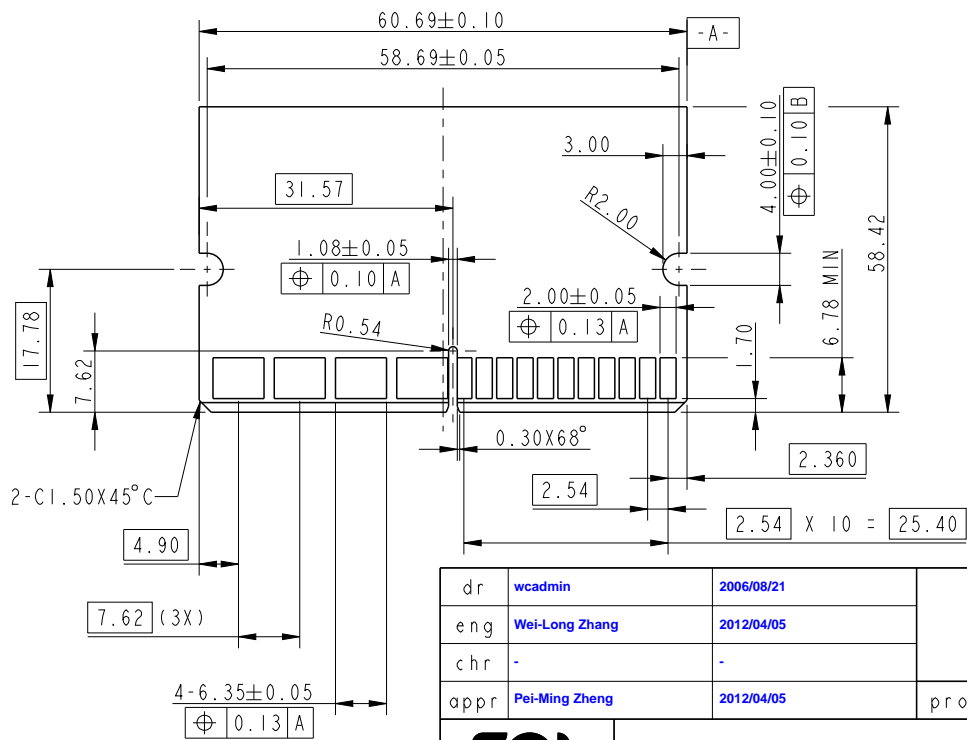 60.69±0.10
-A-
58.69±0.05
3.00
4.00±0.10
⌖ 0.10 B
31.57
R2.00
58.42
1.08±0.05
⌖ 0.10 A
2.00±0.05
⌖ 0.13 A
6.78 MIN
R0.54
1.70
17.78
7.62
0.30X68°
2.360
2-C1.50X45°C
2.54
2.54 X 10 = 25.40
4.90
7.62 (3X)
4-6.35±0.05
⌖ 0.13 A
dr wcadmin 2006/08/21
eng Wei-Long Zhang 2012/04/05
chr - -
appr Pei-Ming Zheng 2012/04/05 pro